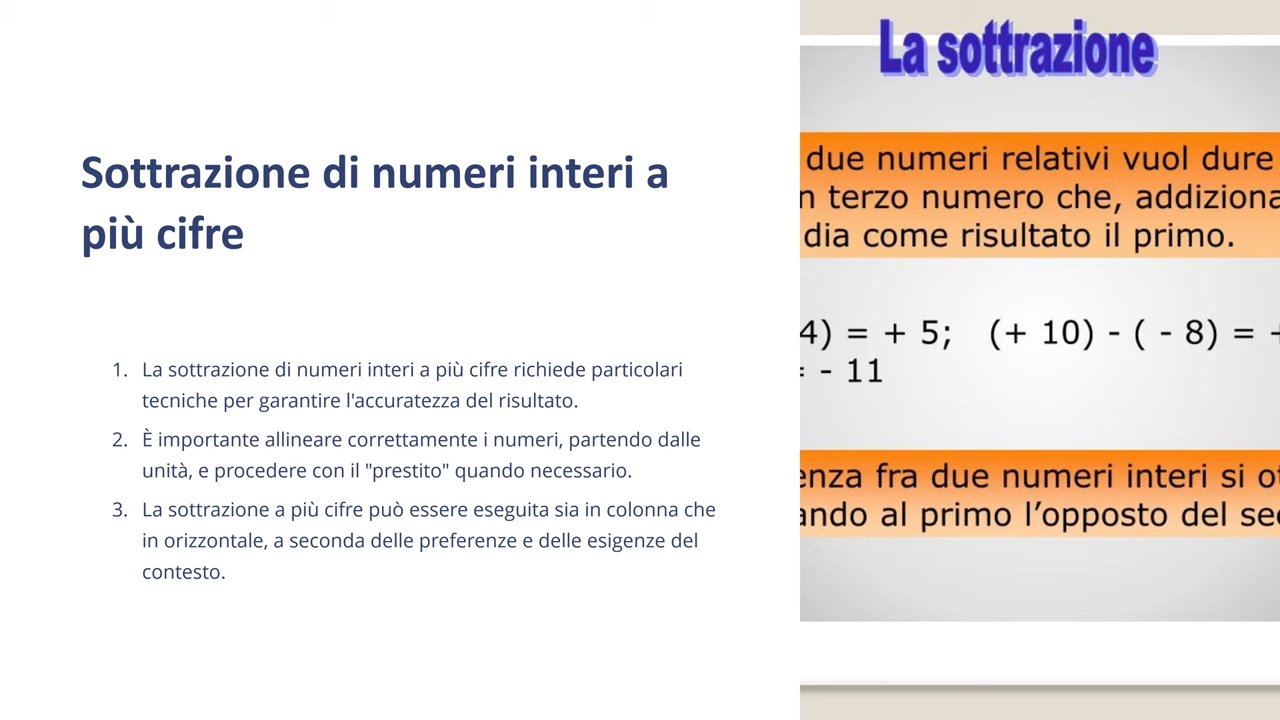 Sottrazione di numeri interi a
più cifre
1. La sottrazione di numeri interi a più cifre richiede particolari
tecniche per garantire l'accuratezza del risultato.
2. È importante allineare correttamente i numeri, partendo dalle
unità, e procedere con il "prestito" quando necessario.
3. La sottrazione a più cifre può essere eseguita sia in colonna che
in orizzontale, a seconda delle preferenze e delle esigenze del
contesto.
La sottrazione
due numeri relativi vuol dure
n terzo numero che, addiziona
dia come risultato il primo.
4) = + 5; (+ 10) - ( - 8) = +
= - 11
enza fra due numeri interi si ot
ando al primo l’opposto del sec